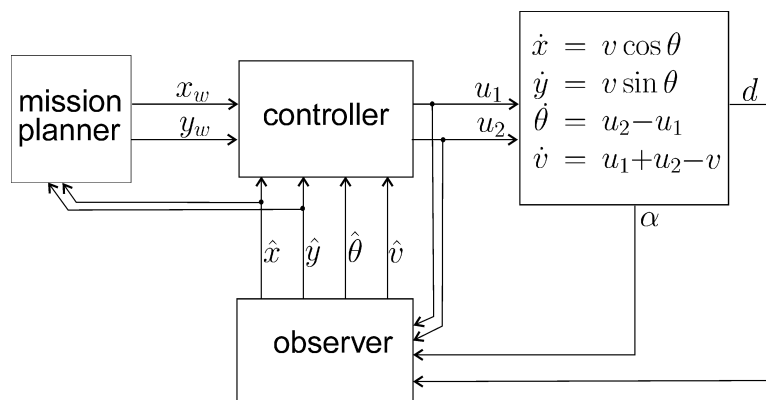 mission
planner
x_w
y_w
controller
u_1
u_2
ẋ = v cos θ
ẏ = v sin θ
θ̇ = u_2−u_1
v̇ = u_1+u_2−v
d
α
x̂
ŷ
θ̂
v̂
observer